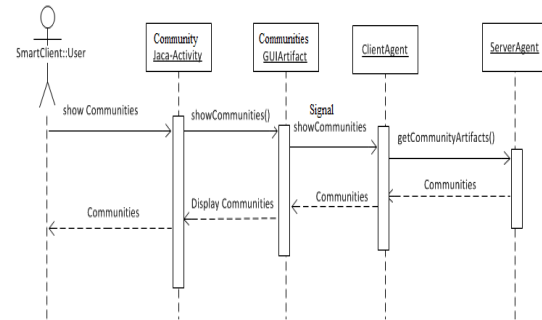 SmartClient::User
Community
Jaca-Activity
Communities
GUIArtifact
ClientAgent
ServerAgent
show Communities
showCommunities()
Signal
showCommunities
getCommunityArtifacts()
Communities
Communities
Display Communities
Communities